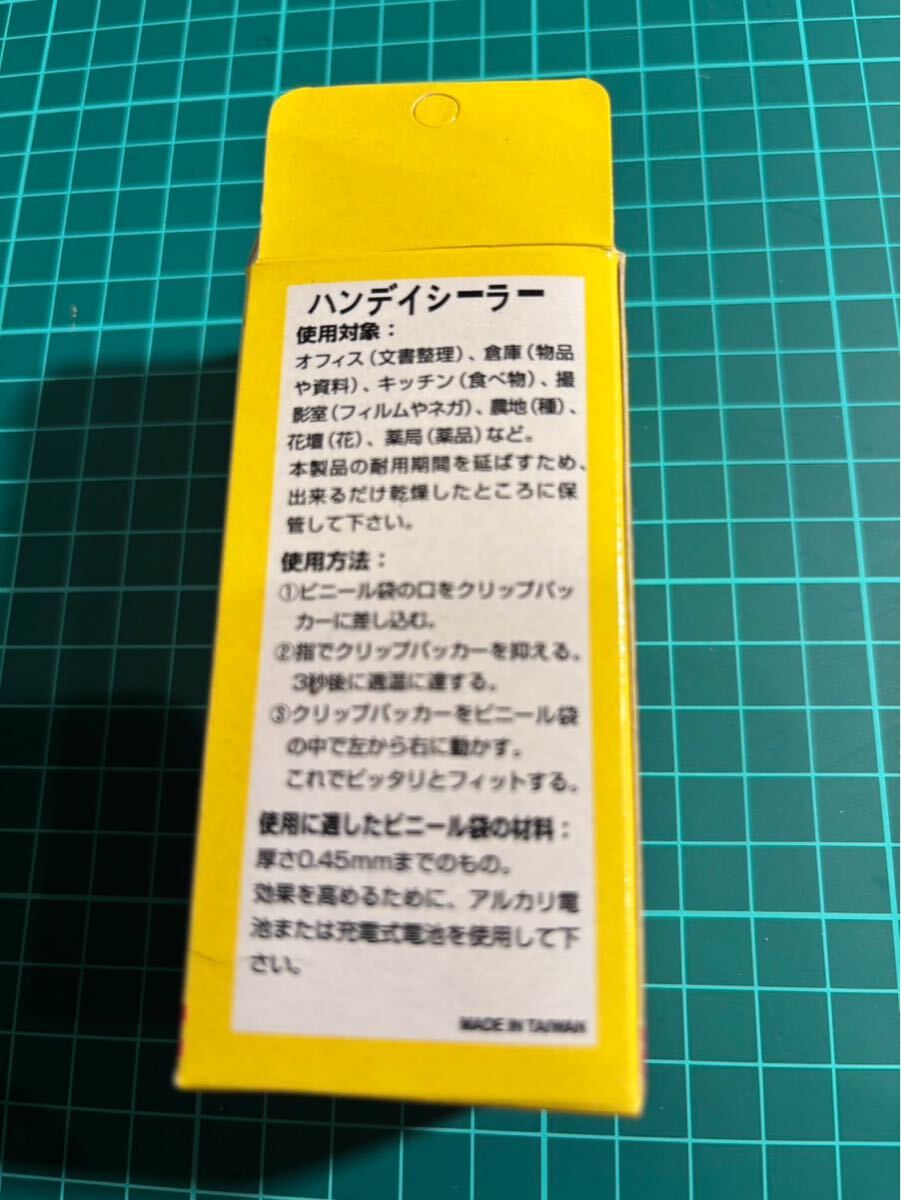 ハンデイシーラー
使用対象：
オフィス（文書整理）、倉庫（物品
や資料）、キッチン（食べ物）、撮
影室（フィルムやネガ）、農地（種）、
花壇（花）、薬局（薬品）など。
本製品の耐用期間を延ばすため、
出来るだけ乾燥したところに保
管して下さい。
使用方法：
①ビニール袋の口をクリップパッ
カーに差し込む。
②指でクリップパッカーを抑える。
3秒後に適温に達する。
③クリップパッカーをビニール袋
の中で左から右に動かす。
これでピッタリとフィットする。
使用に適したビニール袋の材料：
厚さ0.45mmまでのもの。
効果を高めるために、アルカリ電
池または充電式電池を使用して下
さい。
MADE IN TAIWAN